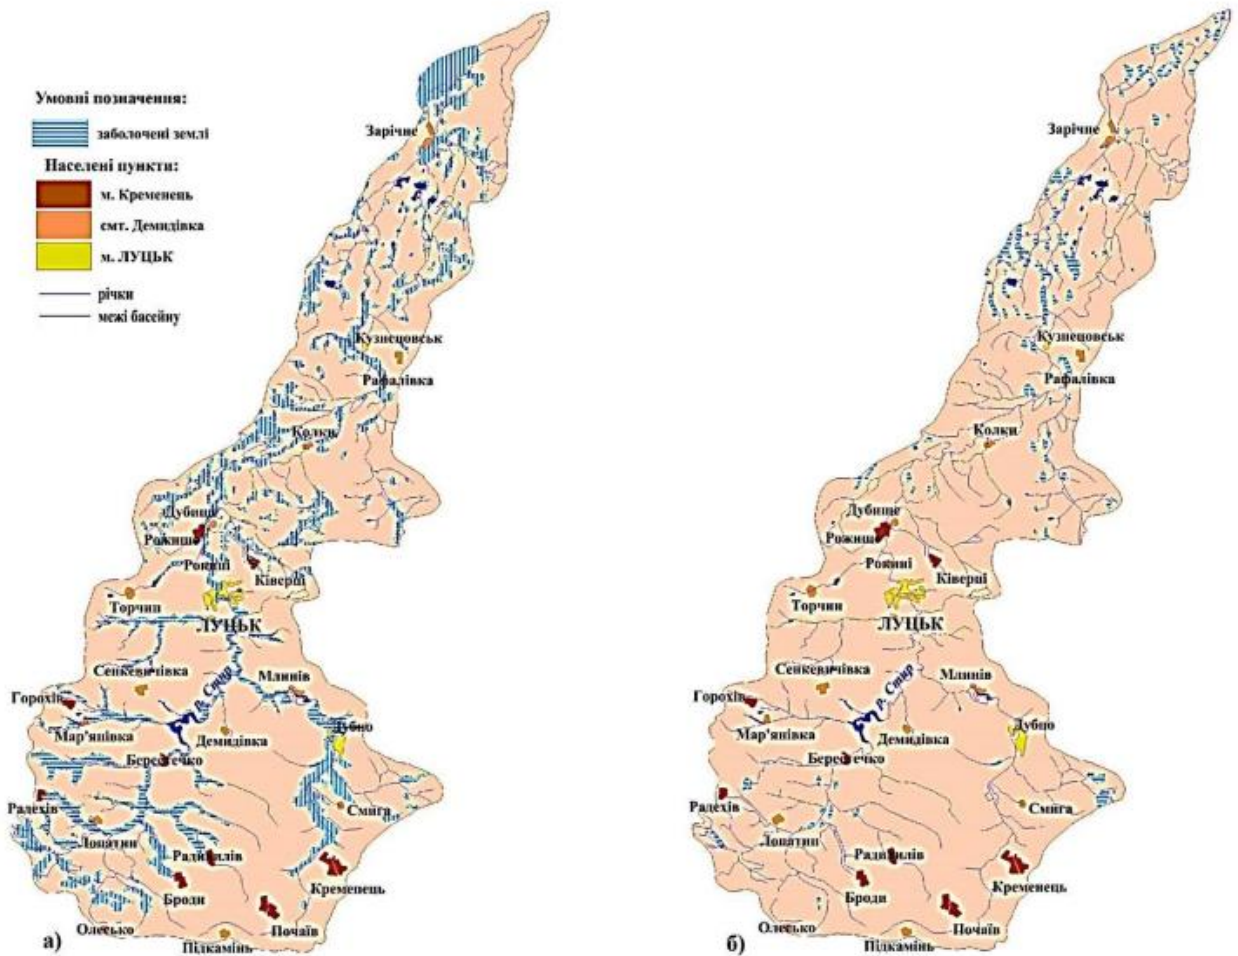 Умовні позначення:
заболочені землі
Населені пункти:
м. Кременець
смт. Демидівка
м. ЛУЦЬК
річки
межі басейну
Зарічне
Кузнецовськ
Рафалівка
Колки
Дубище
Рожище
Рокині
Ківерці
Торчин
ЛУЦЬК
Сенкевичівка
Млинів
Горохів
р. Стир
Мар'янівка
Демидівка
Дубно
Берестечко
Радехів
Смига
Лопатин
Радивилів
Кременець
Броди
Олесько
Почаїв
Підкамінь
а)
Зарічне
Кузнецовськ
Рафалівка
Колки
Дубище
Рожище
Рокині
Ківерці
Торчин
ЛУЦЬК
Сенкевичівка
Млинів
Горохів
р. Стир
Мар'янівка
Демидівка
Дубно
Берестечко
Радехів
Смига
Лопатин
Радивилів
Кременець
Броди
Олесько
Почаїв
Підкамінь
б)